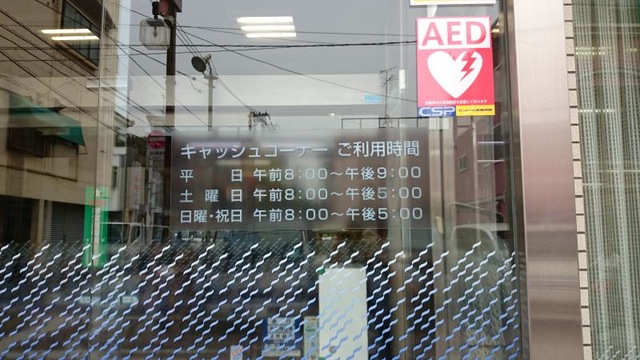 AED
CSP
キャッシュコーナー ご利用時間
平 日 午前8:00～午後9:00
土 曜 日 午前8:00～午後5:00
日曜・祝日 午前8:00～午後5:00